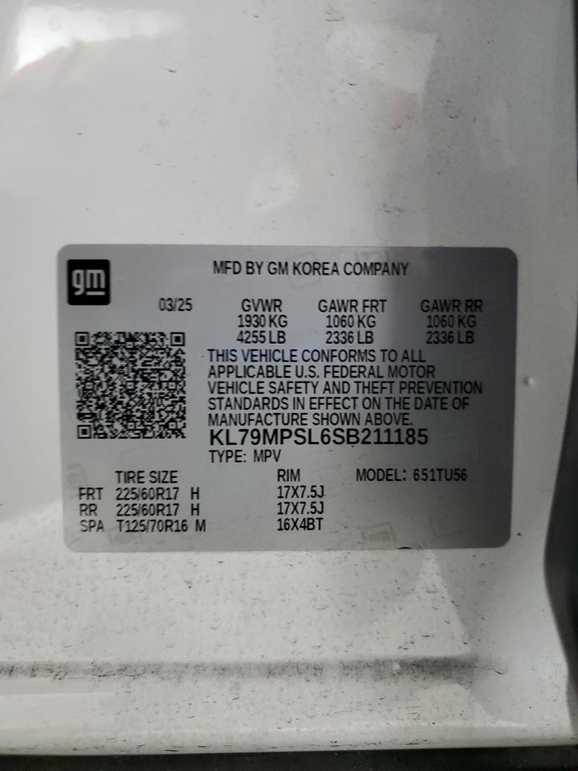 gm
MFD BY GM KOREA COMPANY
03/25 GVWR GAWR FRT GAWR RR
1930 KG 1060 KG 1060 KG
4255 LB 2336 LB 2336 LB
THIS VEHICLE CONFORMS TO ALL
APPLICABLE U.S. FEDERAL MOTOR
VEHICLE SAFETY AND THEFT PREVENTION
STANDARDS IN EFFECT ON THE DATE OF
MANUFACTURE SHOWN ABOVE.
KL79MPSL6SB211185
TYPE: MPV
TIRE SIZE RIM MODEL: 651TU56
FRT 225/60R17 H 17X7.5J
RR 225/60R17 H 17X7.5J
SPA T125/70R16 M 16X4BT